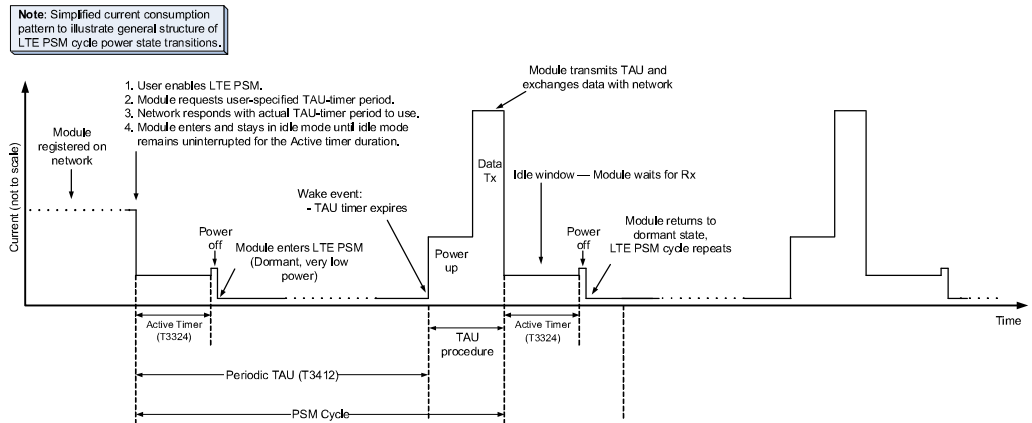 Note: Simplified current consumption
pattern to illustrate general structure of
LTE PSM cycle power state transitions.
1. User enables LTE PSM.
2. Module requests user-specified TAU-timer period.
3. Network responds with actual TAU-timer period to use.
4. Module enters and stays in idle mode until idle mode
remains uninterrupted for the Active timer duration.
Module transmits TAU and
exchanges data with network
Module
registered on
network
Current (not to scale)
Data
Tx
Idle window — Module waits for Rx
Wake event:
- TAU timer expires
Power
off
Module enters LTE PSM
(Dormant, very low
power)
Power
up
Power
off
Module returns to
dormant state,
LTE PSM cycle repeats
Time
Active Timer
(T3324)
TAU
procedure
Active Timer
(T3324)
Periodic TAU (T3412)
PSM Cycle